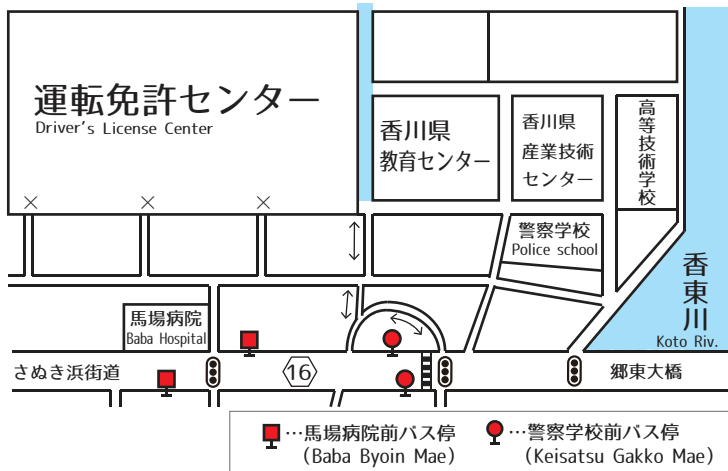 運転免許センター
Driver's License Center
香川県
教育センター
香川県
産業技術
センター
高等技術学校
警察学校
Police school
香東川
Koto Riv.
馬場病院
Baba Hospital
さぬき浜街道
16
郷東大橋
…馬場病院前バス停
(Baba Byoin Mae)
…警察学校前バス停
(Keisatsu Gakko Mae)